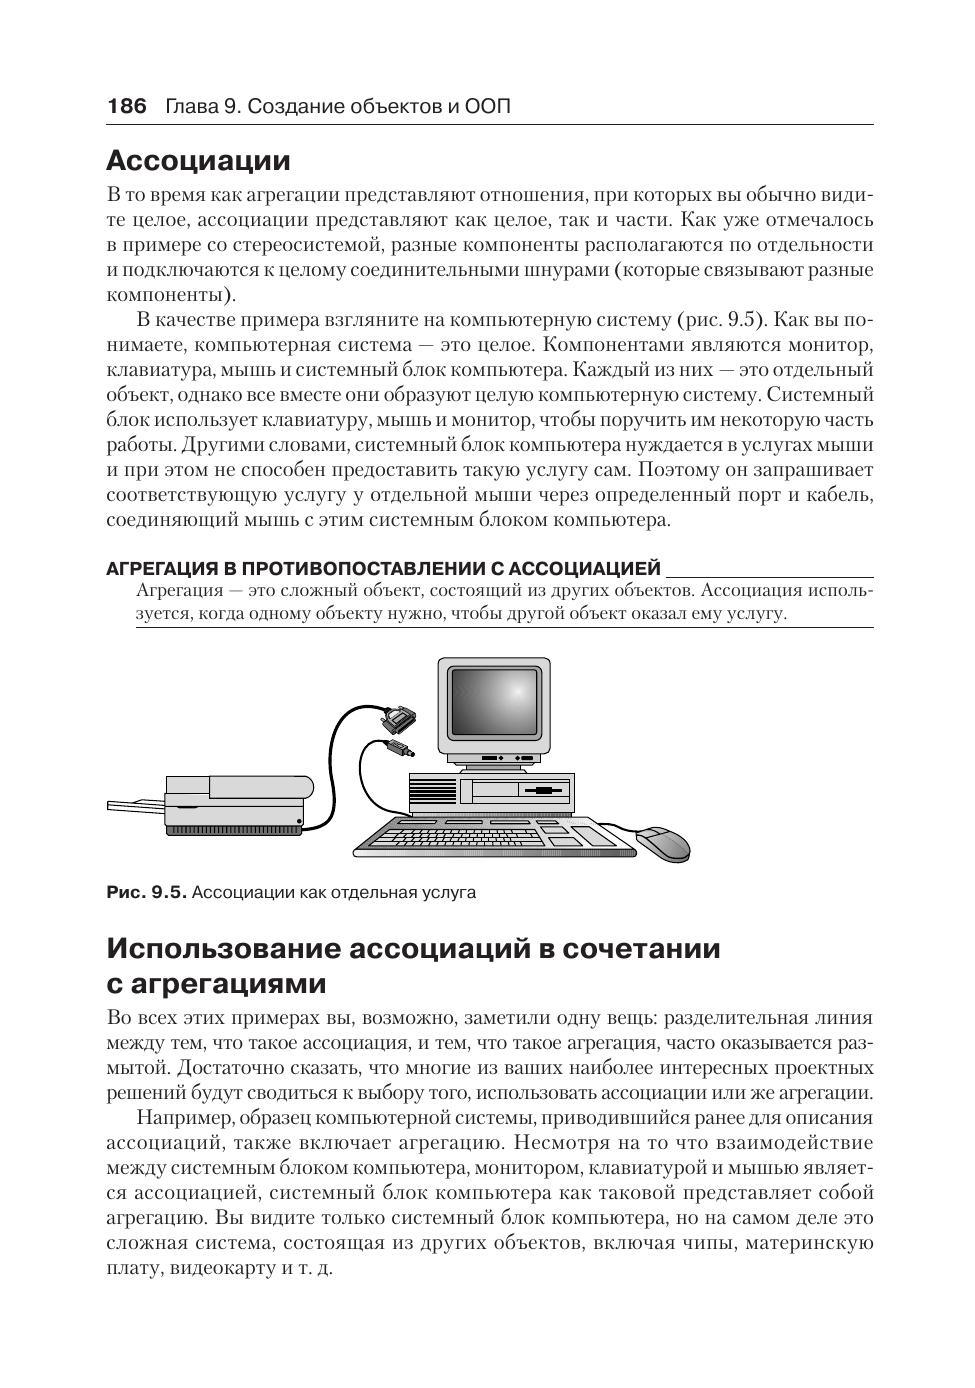 186 Глава 9. Создание объектов и ООП
Ассоциации
В то время как агрегации представляют отношения, при которых вы обычно види-
те целое, ассоциации представляют как целое, так и части. Как уже отмечалось
в примере со стереосистемой, разные компоненты располагаются по отдельности
и подключаются к целому соединительными шнурами (которые связывают разные
компоненты).
В качестве примера взгляните на компьютерную систему (рис. 9.5). Как вы по-
нимаете, компьютерная система — это целое. Компонентами являются монитор,
клавиатура, мышь и системный блок компьютера. Каждый из них — это отдельный
объект, однако все вместе они образуют целую компьютерную систему. Системный
блок использует клавиатуру, мышь и монитор, чтобы поручить им некоторую часть
работы. Другими словами, системный блок компьютера нуждается в услугах мыши
и при этом не способен предоставить такую услугу сам. Поэтому он запрашивает
соответствующую услугу у отдельной мыши через определенный порт и кабель,
соединяющий мышь с этим системным блоком компьютера.
АГРЕГАЦИЯ В ПРОТИВОПОСТАВЛЕНИИ С АССОЦИАЦИЕЙ
Агрегация — это сложный объект, состоящий из других объектов. Ассоциация исполь-
зуется, когда одному объекту нужно, чтобы другой объект оказал ему услугу.
Рис. 9.5. Ассоциации как отдельная услуга
Использование ассоциаций в сочетании
с агрегациями
Во всех этих примерах вы, возможно, заметили одну вещь: разделительная линия
между тем, что такое ассоциация, и тем, что такое агрегация, часто оказывается раз-
мытой. Достаточно сказать, что многие из ваших наиболее интересных проектных
решений будут сводиться к выбору того, использовать ассоциации или же агрегации.
Например, образец компьютерной системы, приводившийся ранее для описания
ассоциаций, также включает агрегацию. Несмотря на то что взаимодействие
между системным блоком компьютера, монитором, клавиатурой и мышью являет-
ся ассоциацией, системный блок компьютера как таковой представляет собой
агрегацию. Вы видите только системный блок компьютера, но на самом деле это
сложная система, состоящая из других объектов, включая чипы, материнскую
плату, видеокарту и т. д.